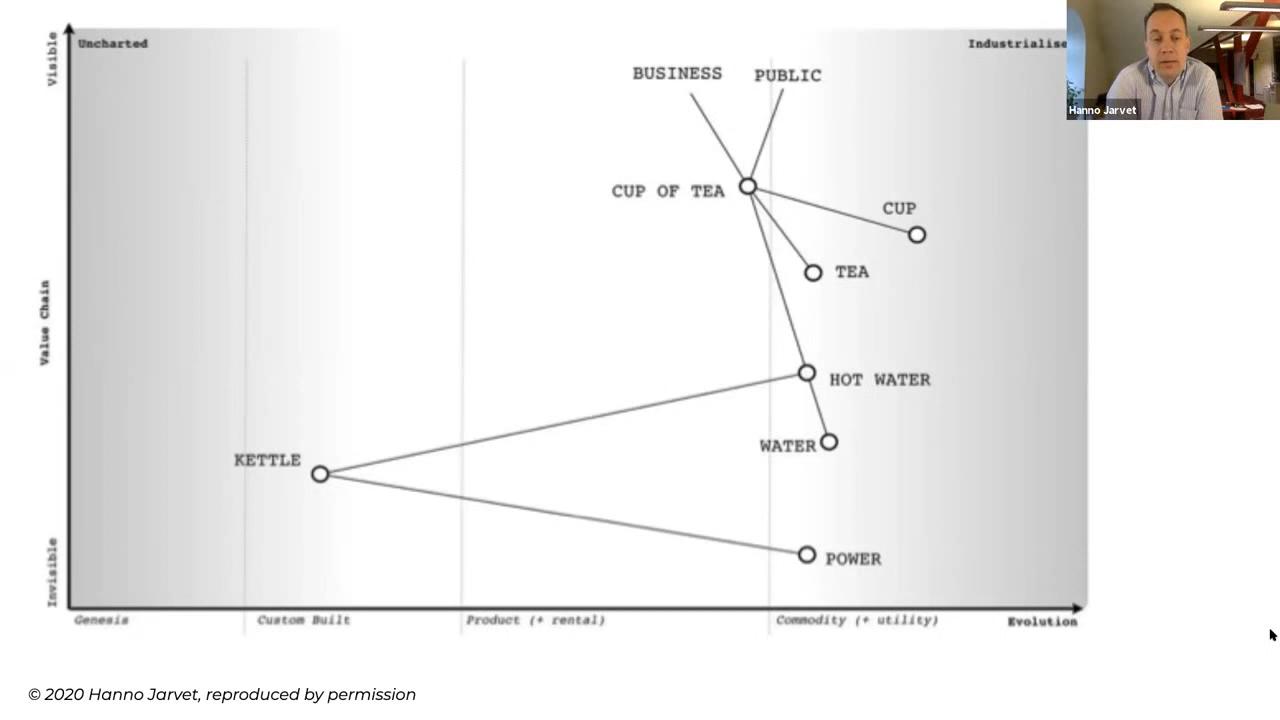 Visible
Uncharted
Industrialise
BUSINESS
PUBLIC
Hanno Jarvet
CUP OF TEA
CUP
TEA
Value Chain
HOT WATER
WATER
KETTLE
POWER
Invisible
Genesis
Custom Built
Product (+ rental)
Commodity (+ utility)
Evolution
© 2020 Hanno Jarvet, reproduced by permission